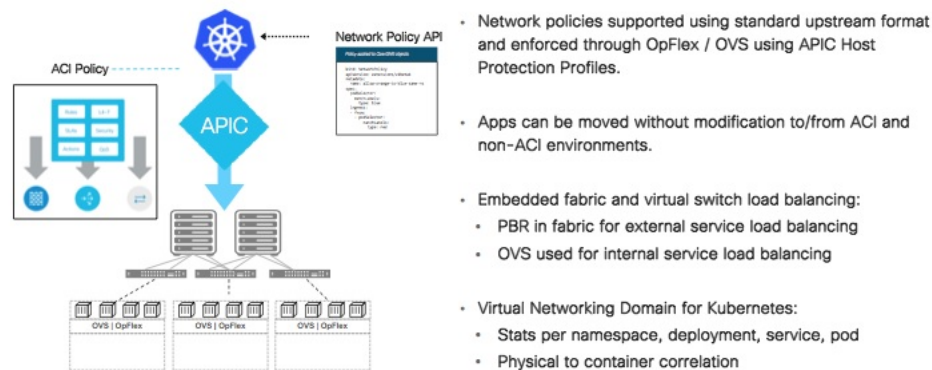 Network Policy API
ACI Policy
APIC
OVS | OpFlex
OVS | OpFlex
OVS | OpFlex
• Network policies supported using standard upstream format
and enforced through OpFlex / OVS using APIC Host
Protection Profiles.
• Apps can be moved without modification to/from ACI and
non-ACI environments.
• Embedded fabric and virtual switch load balancing:
• PBR in fabric for external service load balancing
• OVS used for internal service load balancing
• Virtual Networking Domain for Kubernetes:
• Stats per namespace, deployment, service, pod
• Physical to container correlation